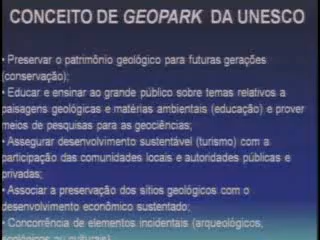 CONCEITO DE GEOPARK DA UNESCO
• Preservar o patrimônio geológico para futuras gerações
(conservação);
• Educar e ensinar ao grande público sobre temas relativos a
paisagens geológicas e matérias ambientais (educação) e prover
meios de pesquisas para as geociências;
• Assegurar desenvolvimento sustentável (turismo) com a
participação das comunidades locais e autoridades públicas e
privadas;
• Associar a preservação dos sítios geológicos com o
desenvolvimento econômico sustentado;
• Concorrência de elementos incidentais (arqueológicos,
ecológicos ou culturais)